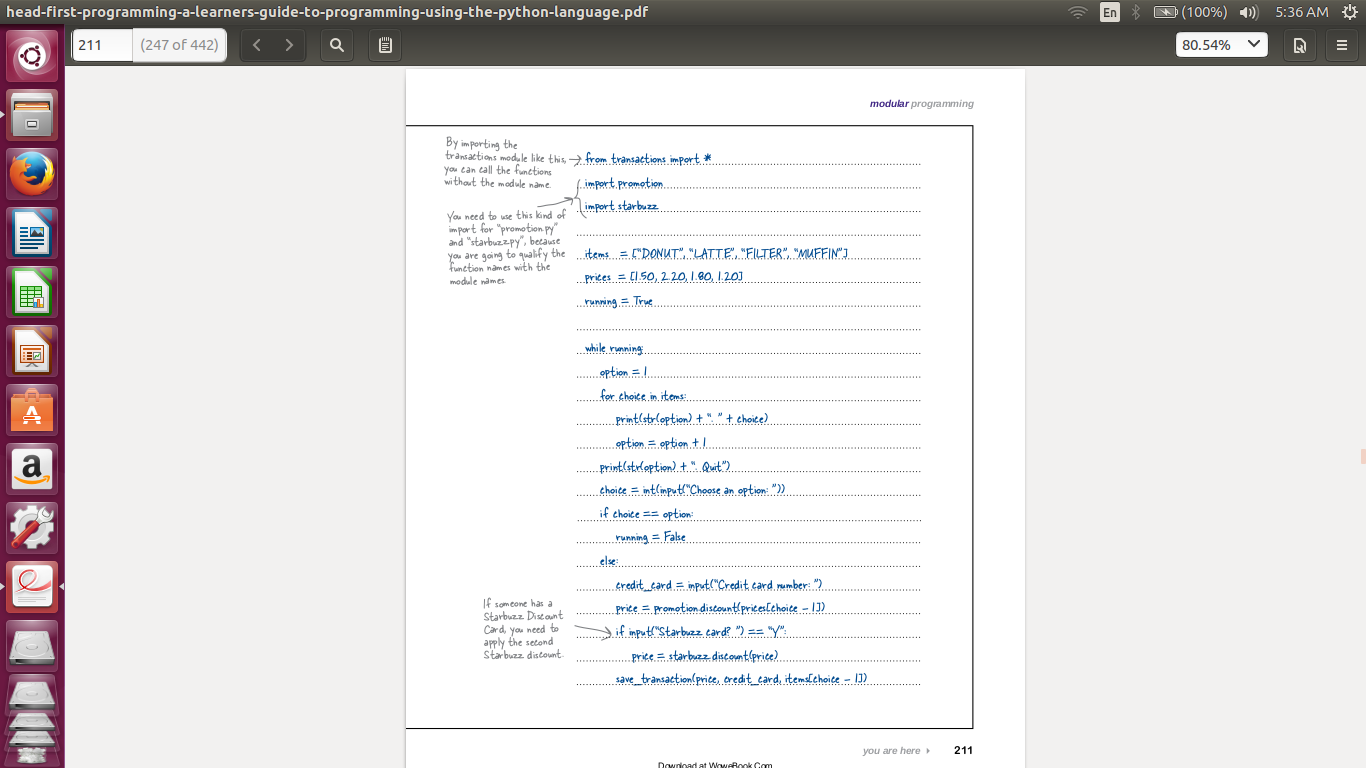 head-first-programming-a-learners-guide-to-programming-using-the-python-language.pdf
En
(100%)
5:36 AM
211
(247 of 442)
80.54%
modular programming
By importing the
transactions module like this,
you can call the functions
without the module name.
You need to use this kind of
import for “promotion.py”
and “starbuzz.py”, because
you are going to qualify the
function names with the
module names.
from transactions import *
import promotion
import starbuzz
items = [“DONUT”, “LATTE”, “FILTER”, “MUFFIN”]
prices = [1.50, 2.20, 1.80, 1.20]
running = True
while running:
option = 1
for choice in items:
print(str(option) + “. ” + choice)
option = option + 1
print(str(option) + “. Quit”)
choice = int(input(“Choose an option: ”))
if choice == option:
running = False
else:
credit_card = input(“Credit card number: ”)
price = promotion.discount(prices[choice - 1])
if input(“Starbuzz card? ”) == “Y”:
price = starbuzz.discount(price)
save_transaction(price, credit_card, items[choice - 1])
If someone has a
Starbuzz Discount
Card, you need to
apply the second
Starbuzz discount.
you are here
211
Download at WoweBook.Com